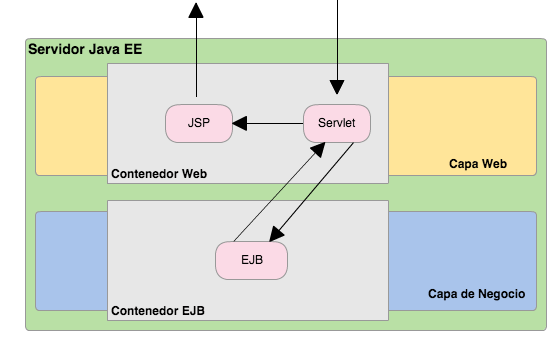 Servidor Java EE
JSP
Servlet
Capa Web
Contenedor Web
EJB
Capa de Negocio
Contenedor EJB